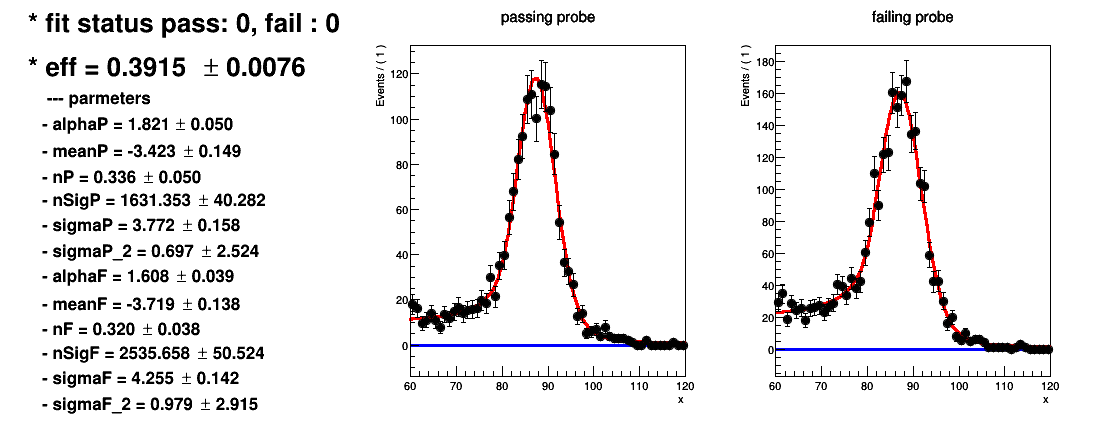 * fit status pass: 0, fail : 0
* eff = 0.3915 ± 0.0076
--- parmeters
- alphaP = 1.821 ± 0.050
- meanP = -3.423 ± 0.149
- nP = 0.336 ± 0.050
- nSigP = 1631.353 ± 40.282
- sigmaP = 3.772 ± 0.158
- sigmaP_2 = 0.697 ± 2.524
- alphaF = 1.608 ± 0.039
- meanF = -3.719 ± 0.138
- nF = 0.320 ± 0.038
- nSigF = 2535.658 ± 50.524
- sigmaF = 4.255 ± 0.142
- sigmaF_2 = 0.979 ± 2.915
passing probe
Events / ( 1 )
120
100
80
60
40
20
0
60 70 80 90 100 110 120
x
failing probe
Events / ( 1 )
180
160
140
120
100
80
60
40
20
0
60 70 80 90 100 110 120
x